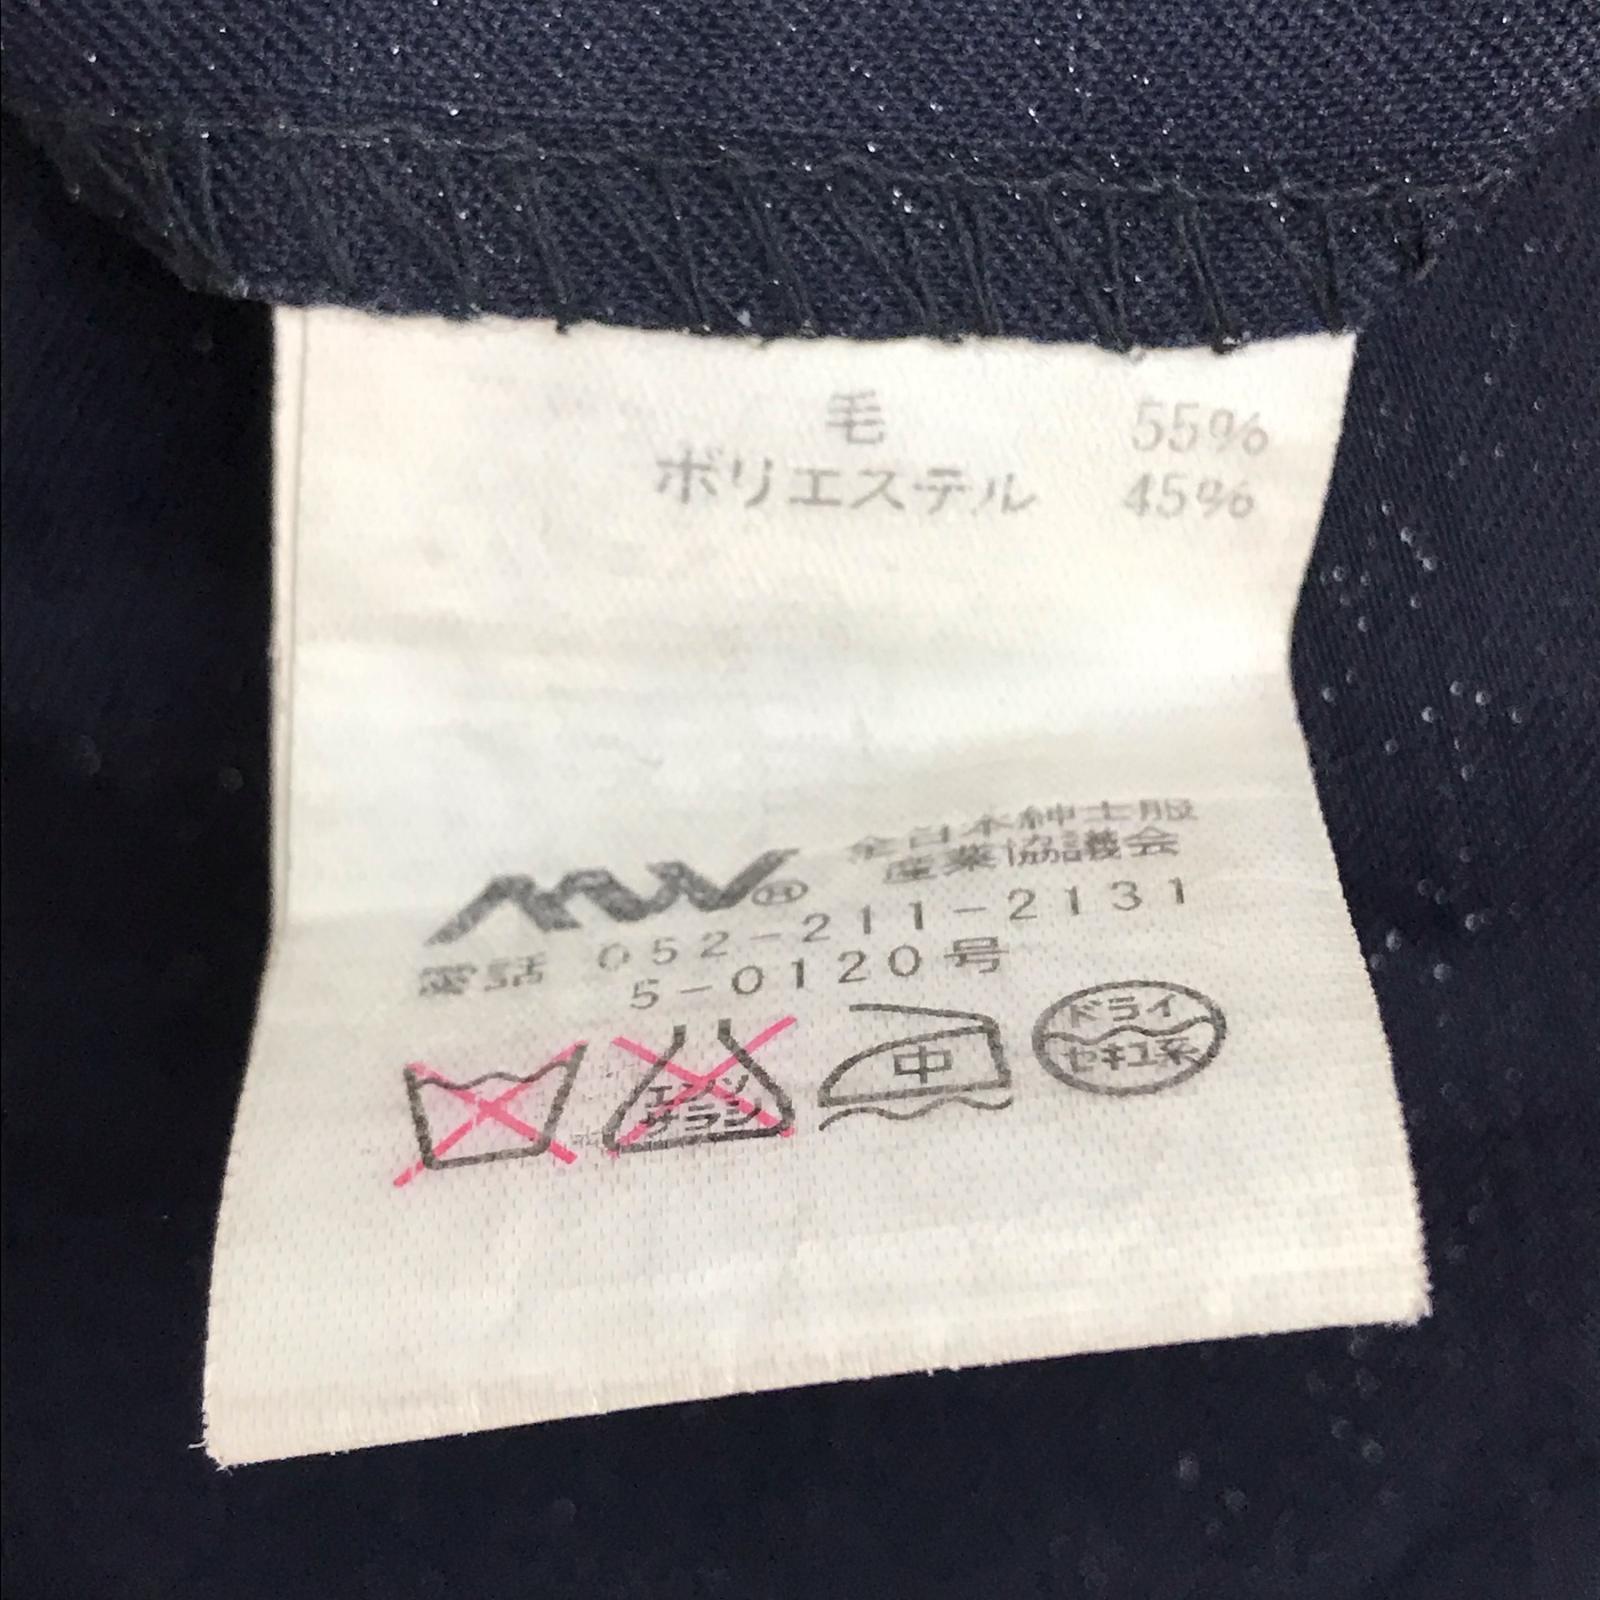 毛 55%
ポリエステル 45%
全日本紳士服
産業協議会
電話 052-211-2131
5-0120号
エンソ
サラシ
中
ドライ
セキユ系